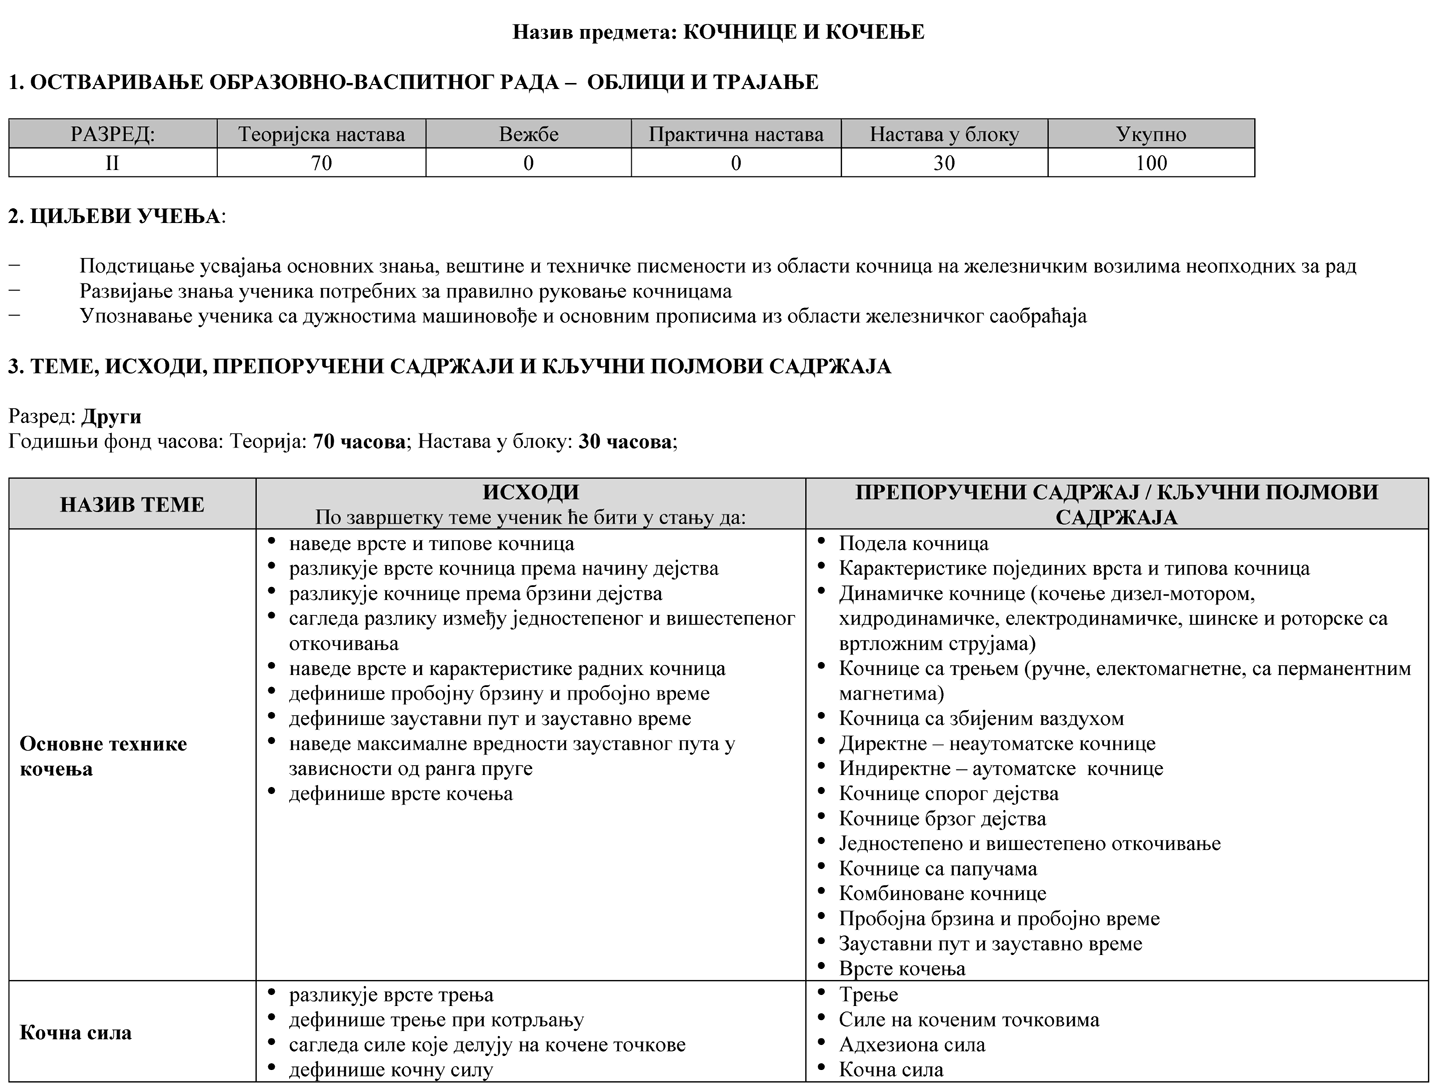 Назив предмета: КОЧНИЦЕ И КОЧЕЊЕ
1. ОСТВАРИВАЊЕ ОБРАЗОВНО-ВАСПИТНОГ РАДА – ОБЛИЦИ И ТРАЈАЊЕ
РАЗРЕД: Теоријска настава Вежбе Практична настава Настава у блоку Укупно
II 70 0 0 30 100
2. ЦИЉЕВИ УЧЕЊА:
– Подстицање усвајања основних знања, вештине и техничке писмености из области кочница на железничким возилима неопходних за рад
– Развијање знања ученика потребних за правилно руковање кочницама
– Упознавање ученика са дужностима машиновође и основним прописима из области железничког саобраћаја
3. ТЕМЕ, ИСХОДИ, ПРЕПОРУЧЕНИ САДРЖАЈИ И КЉУЧНИ ПОЈМОВИ САДРЖАЈА
Разред: Други
Годишњи фонд часова: Теорија: 70 часова; Настава у блоку: 30 часова;
НАЗИВ ТЕМЕ
ИСХОДИ
По завршетку теме ученик ће бити у стању да:
ПРЕПОРУЧЕНИ САДРЖАЈ / КЉУЧНИ ПОЈМОВИ
САДРЖАЈА
Основне технике
кочења
• наведе врсте и типове кочница
• разликује врсте кочница према начину дејства
• разликује кочнице према брзини дејства
• сагледа разлику између једностепеног и вишестепеног
откочивања
• наведе врсте и карактеристике радних кочница
• дефинише пробојну брзину и пробојно време
• дефинише зауставни пут и зауставно време
• наведе максималне вредности зауставног пута у
зависности од ранга пруге
• дефинише врсте кочења
• Подела кочница
• Карактеристике појединих врста и типова кочница
• Динамичке кочнице (кочење дизел-мотором,
хидродинамичке, електродинамичке, шинске и роторске са
вртложним струјама)
• Кочнице са трењем (ручне, електомагнетне, са перманентним
магнетима)
• Кочница са збијеним ваздухом
• Директне – неаутоматске кочнице
• Индиректне – аутоматске кочнице
• Кочнице спорог дејства
• Кочнице брзог дејства
• Једностепено и вишестепено откочивање
• Кочнице са папучама
• Комбиноване кочнице
• Пробојна брзина и пробојно време
• Зауставни пут и зауставно време
• Врсте кочења
Кочна сила
• разликује врсте трења
• дефинише трење при котрљању
• сагледа силе које делују на кочене точкове
• дефинише кочну силу
• Трење
• Силе на коченим точковима
• Адхезиона сила
• Кочна сила